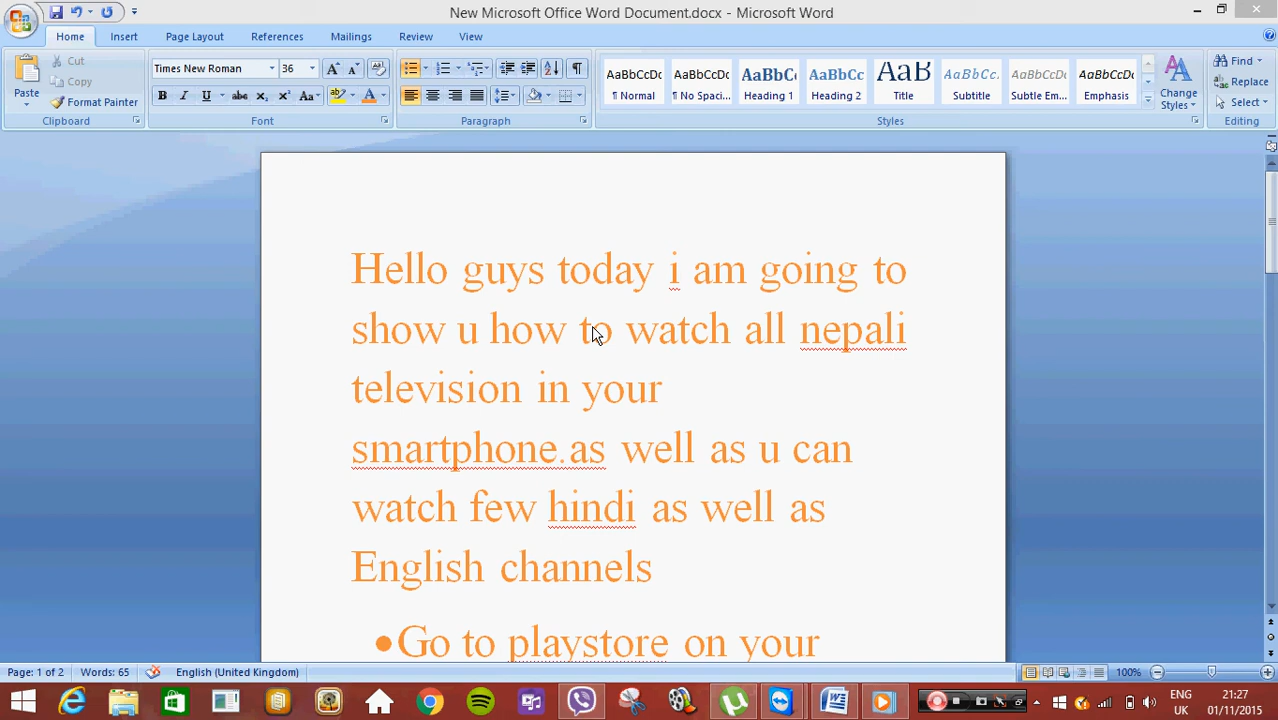 New Microsoft Office Word Document.docx - Microsoft Word
Home Insert Page Layout References Mailings Review View
Paste Cut Copy Format Painter Clipboard
Times New Roman 36
B I U abc x₂ x² Aa A Font
Paragraph
AaBbCcDc ¶ Normal
AaBbCcDc ¶ No Spaci...
AaBbCc Heading 1
AaBbCc Heading 2
AaB Title
AaBbCc. Subtitle
AaBbCcDc Subtle Em...
AaBbCcDc Emphasis
Change Styles
Styles
Find Replace Select Editing
Hello guys today i am going to
show u how to watch all nepali
television in your
smartphone.as well as u can
watch few hindi as well as
English channels
•Go to playstore on your
Page: 1 of 2 Words: 65 English (United Kingdom) 100%
ENG 21:27
UK 01/11/2015